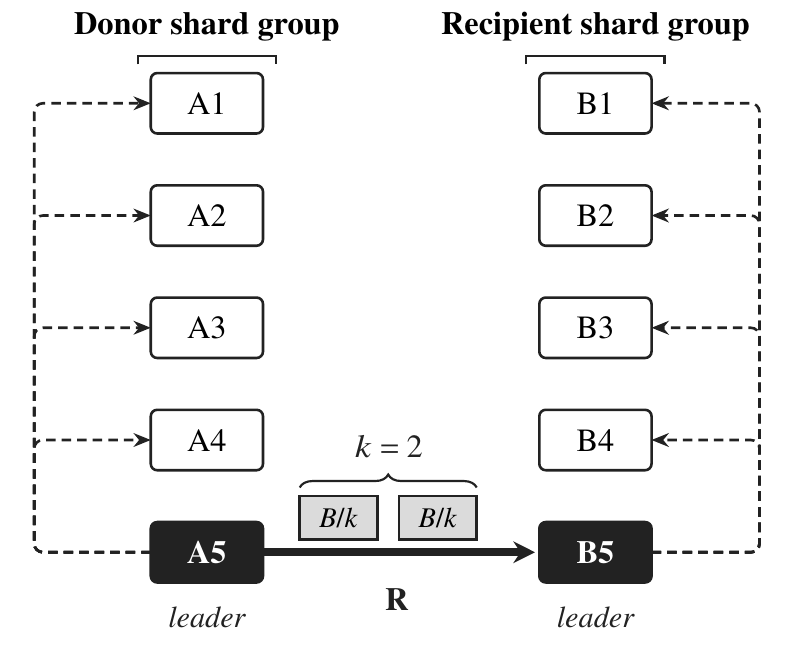 Donor shard group
Recipient shard group
A1
B1
A2
B2
A3
B3
A4
B4
k = 2
B/k
B/k
A5
B5
R
leader
leader